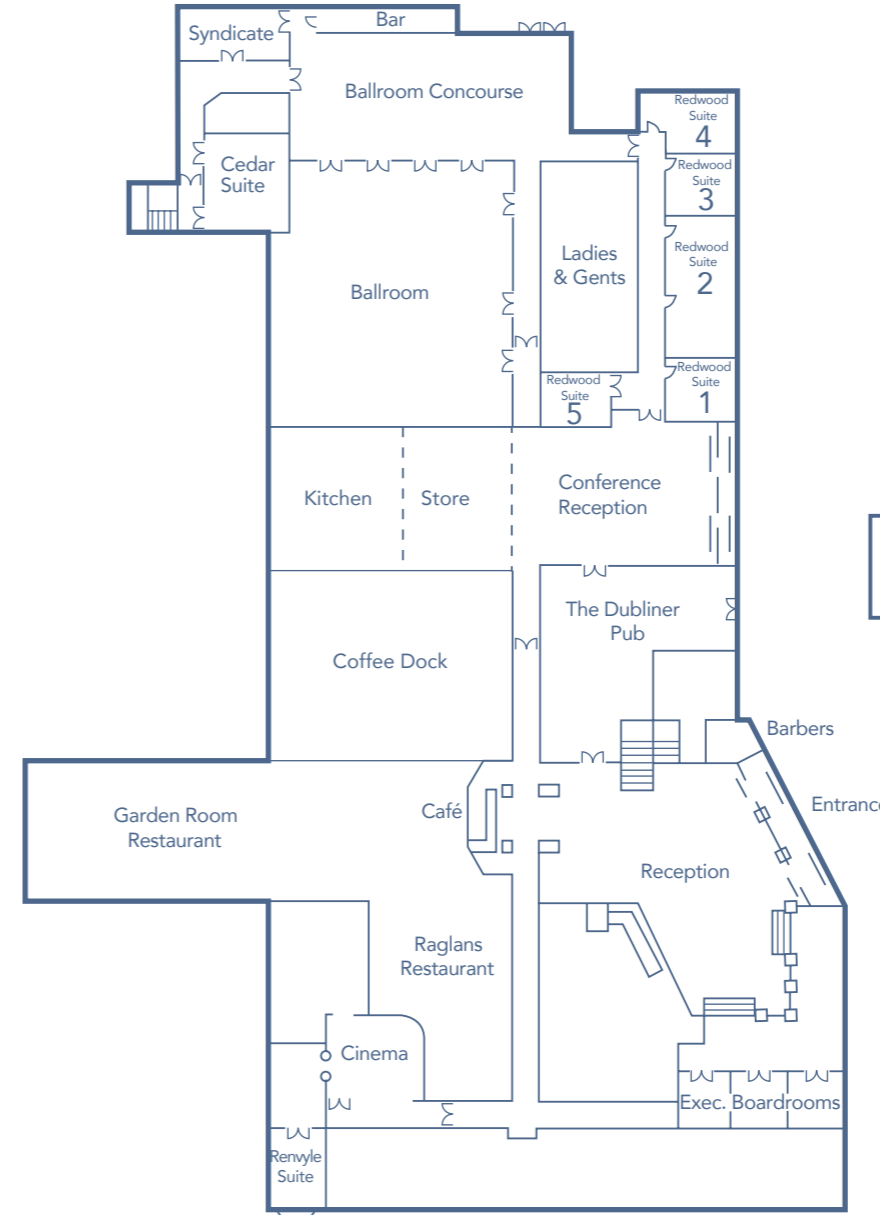 Syndicate
Bar
Ballroom Concourse
Redwood
Suite
4
Cedar
Suite
Redwood
Suite
3
Ladies
& Gents
Redwood
Suite
2
Ballroom
Redwood
Suite
5
Redwood
Suite
1
Kitchen
Store
Conference
Reception
The Dubliner
Pub
Coffee Dock
Barbers
Garden Room
Restaurant
Café
Entrance
Reception
Raglans
Restaurant
Cinema
Exec. Boardrooms
Renvyle
Suite